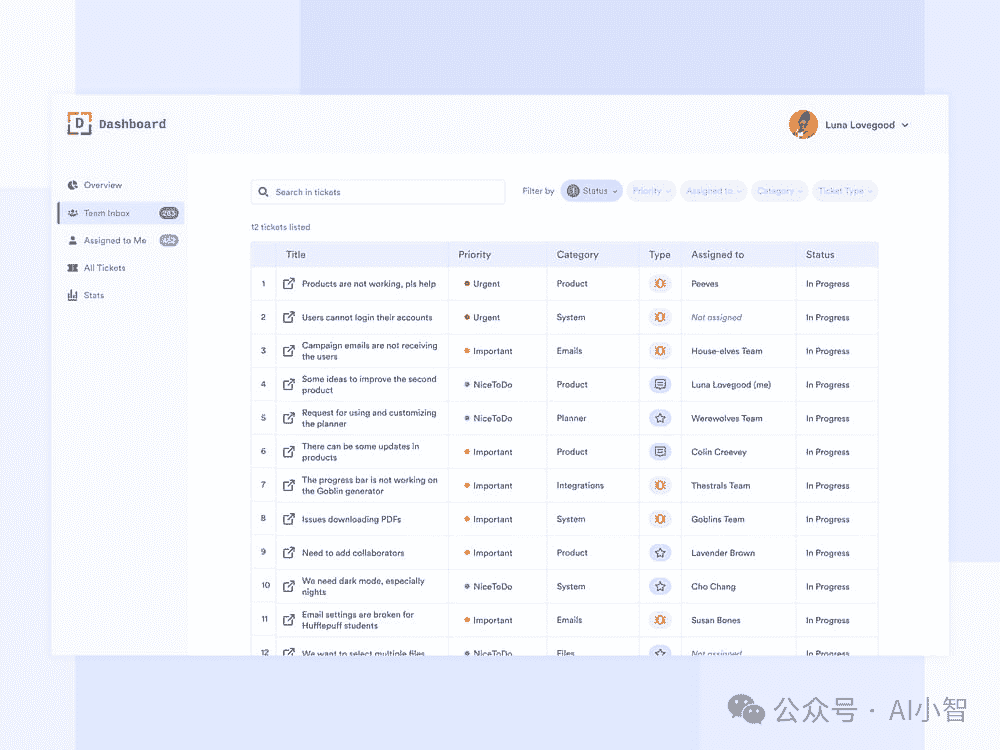 D Dashboard
Luna Lovegood
Overview
Team Inbox
Assigned to Me
All Tickets
Stats
Search in tickets
Filter by Status Priority Assigned to Category Ticket Type
12 tickets listed
Title Priority Category Type Assigned to Status
1 Products are not working, pls help Urgent Product Peeves In Progress
2 Users cannot login their accounts Urgent System Not assigned In Progress
3 Campaign emails are not receiving
the users Important Emails House-elves Team In Progress
4 Some ideas to improve the second
product NiceToDo Product Luna Lovegood (me) In Progress
5 Request for using and customizing
the planner NiceToDo Planner Werewolves Team In Progress
6 There can be some updates in
products Important Product Colin Creevey In Progress
7 The progress bar is not working on
the Goblin generator Important Integrations Thestrals Team In Progress
8 Issues downloading PDFs Important System Goblins Team In Progress
9 Need to add collaborators Important Product Lavender Brown In Progress
10 We need dark mode, especially
nights NiceToDo System Cho Chang In Progress
11 Email settings are broken for
Hufflepuff students Important Emails Susan Bones In Progress
12 We want to select multiple files NiceToDo Files Not assigned In Progress
公众号 · AI小智